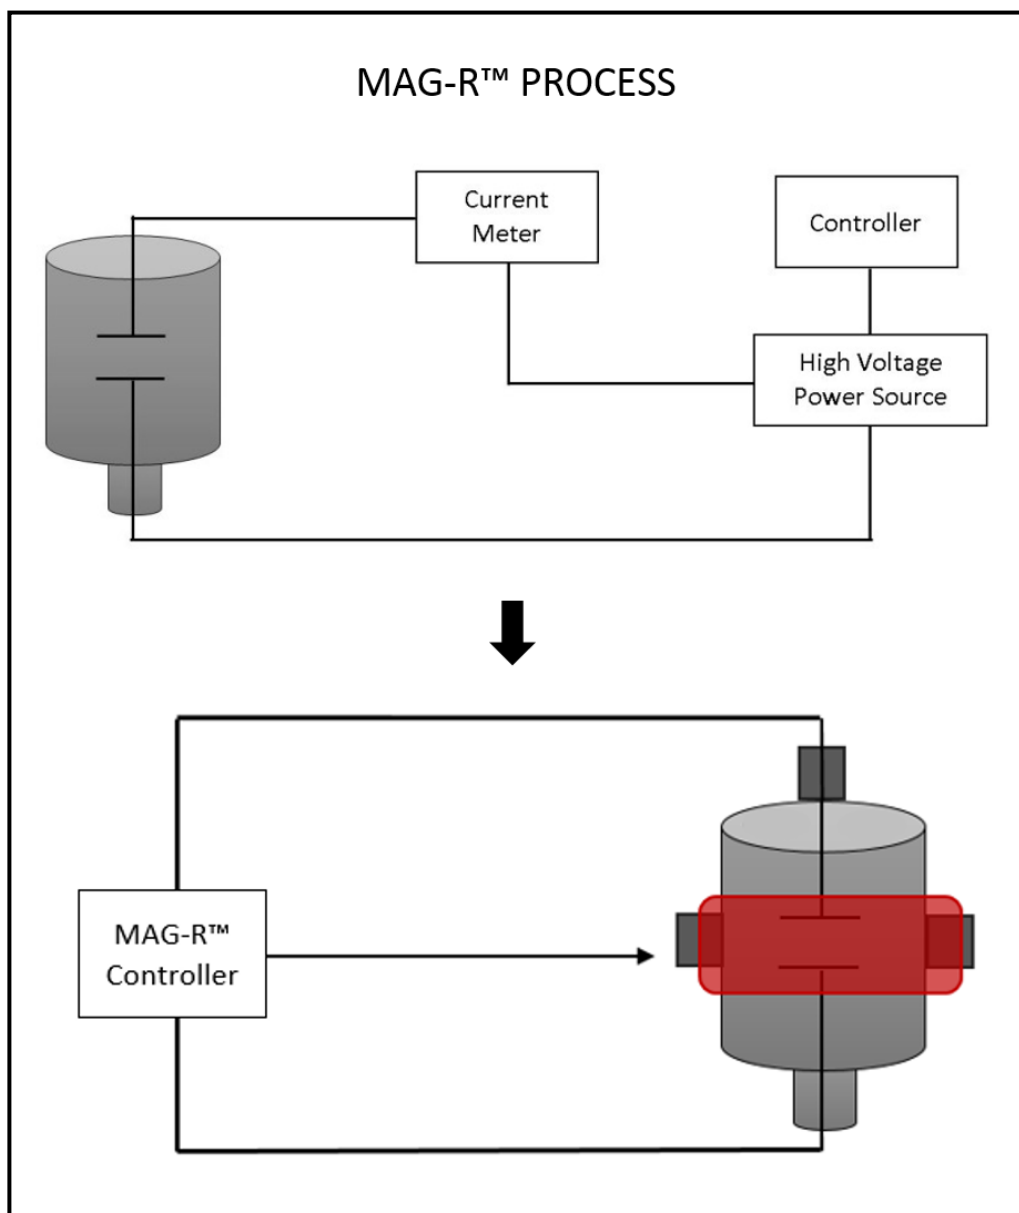 MAG-R™ PROCESS
Current
Meter
Controller
High Voltage
Power Source
MAG-R™
Controller